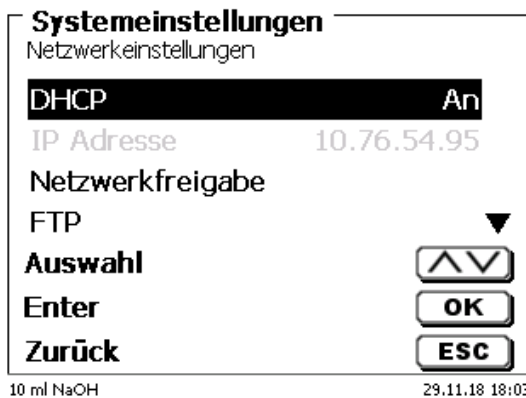 Systemeinstellungen
Netzwerkeinstellungen
DHCP An
IP Adresse 10.76.54.95
Netzwerkfreigabe
FTP
Auswahl
Enter OK
Zurück ESC
10 ml NaOH 29.11.18 18:03